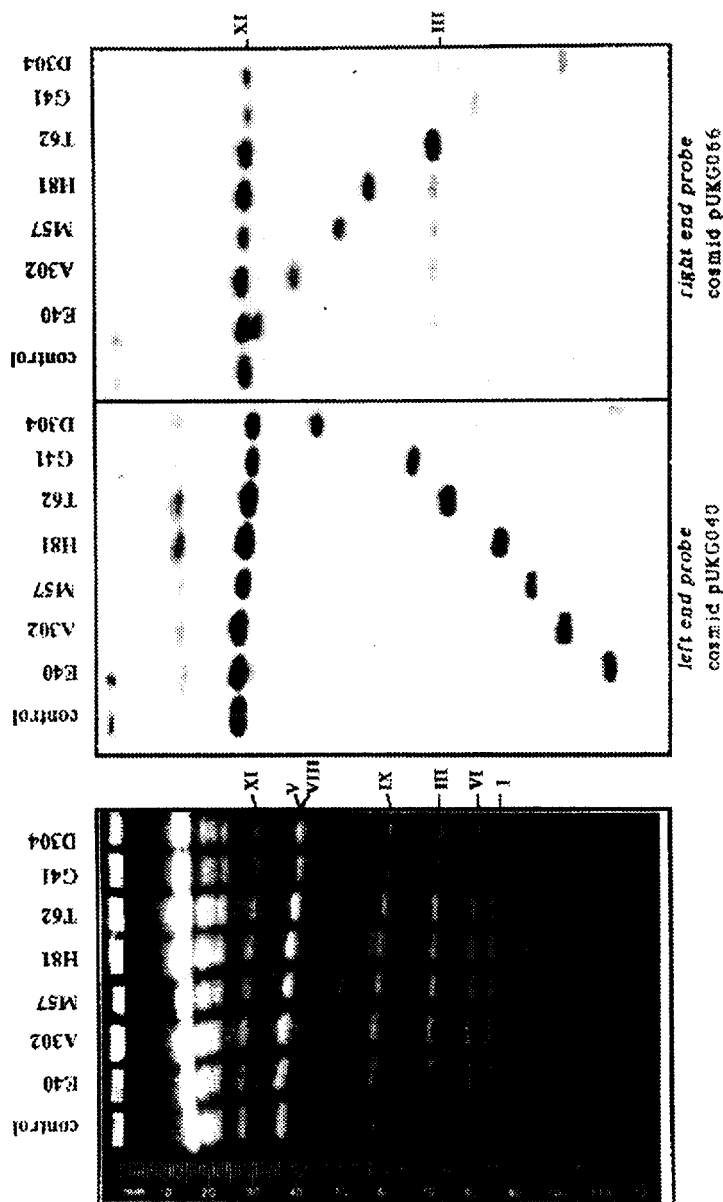 control
E40
A302
M57
H81
T62
G41
D304
XI
V
VIII
IX
III
VI
I
control
E40
A302
M57
H81
T62
G41
D304
left end probe
cosmid pUKG040
control
E40
A302
M57
H81
T62
G41
D304
XI
III
right end probe
cosmid pUKG066